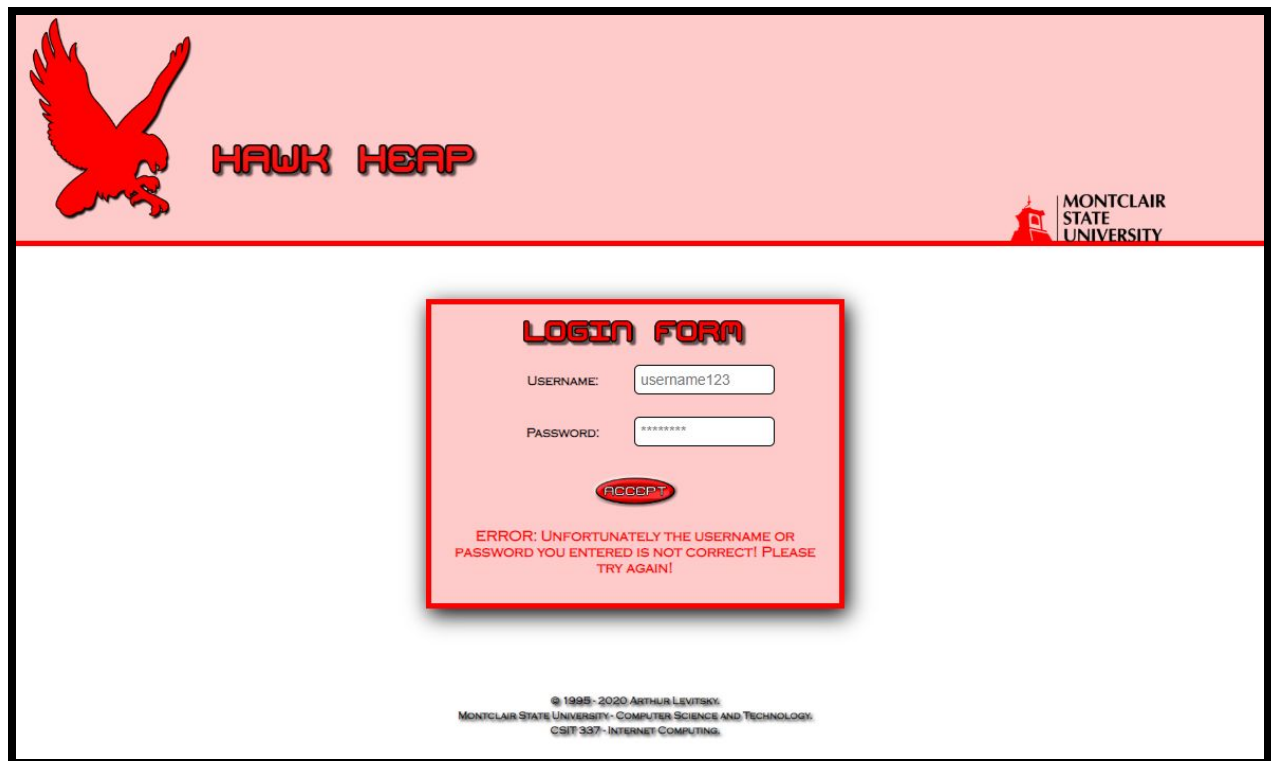 HAWK HEAP
MONTCLAIR
STATE
UNIVERSITY
LOGIN FORM
USERNAME:
username123
PASSWORD:
********
ACCEPT
ERROR: UNFORTUNATELY THE USERNAME OR
PASSWORD YOU ENTERED IS NOT CORRECT! PLEASE
TRY AGAIN!
© 1995 - 2020 ARTHUR LEVITSKY.
MONTCLAIR STATE UNIVERSITY - COMPUTER SCIENCE AND TECHNOLOGY.
CSIT 337 - INTERNET COMPUTING.